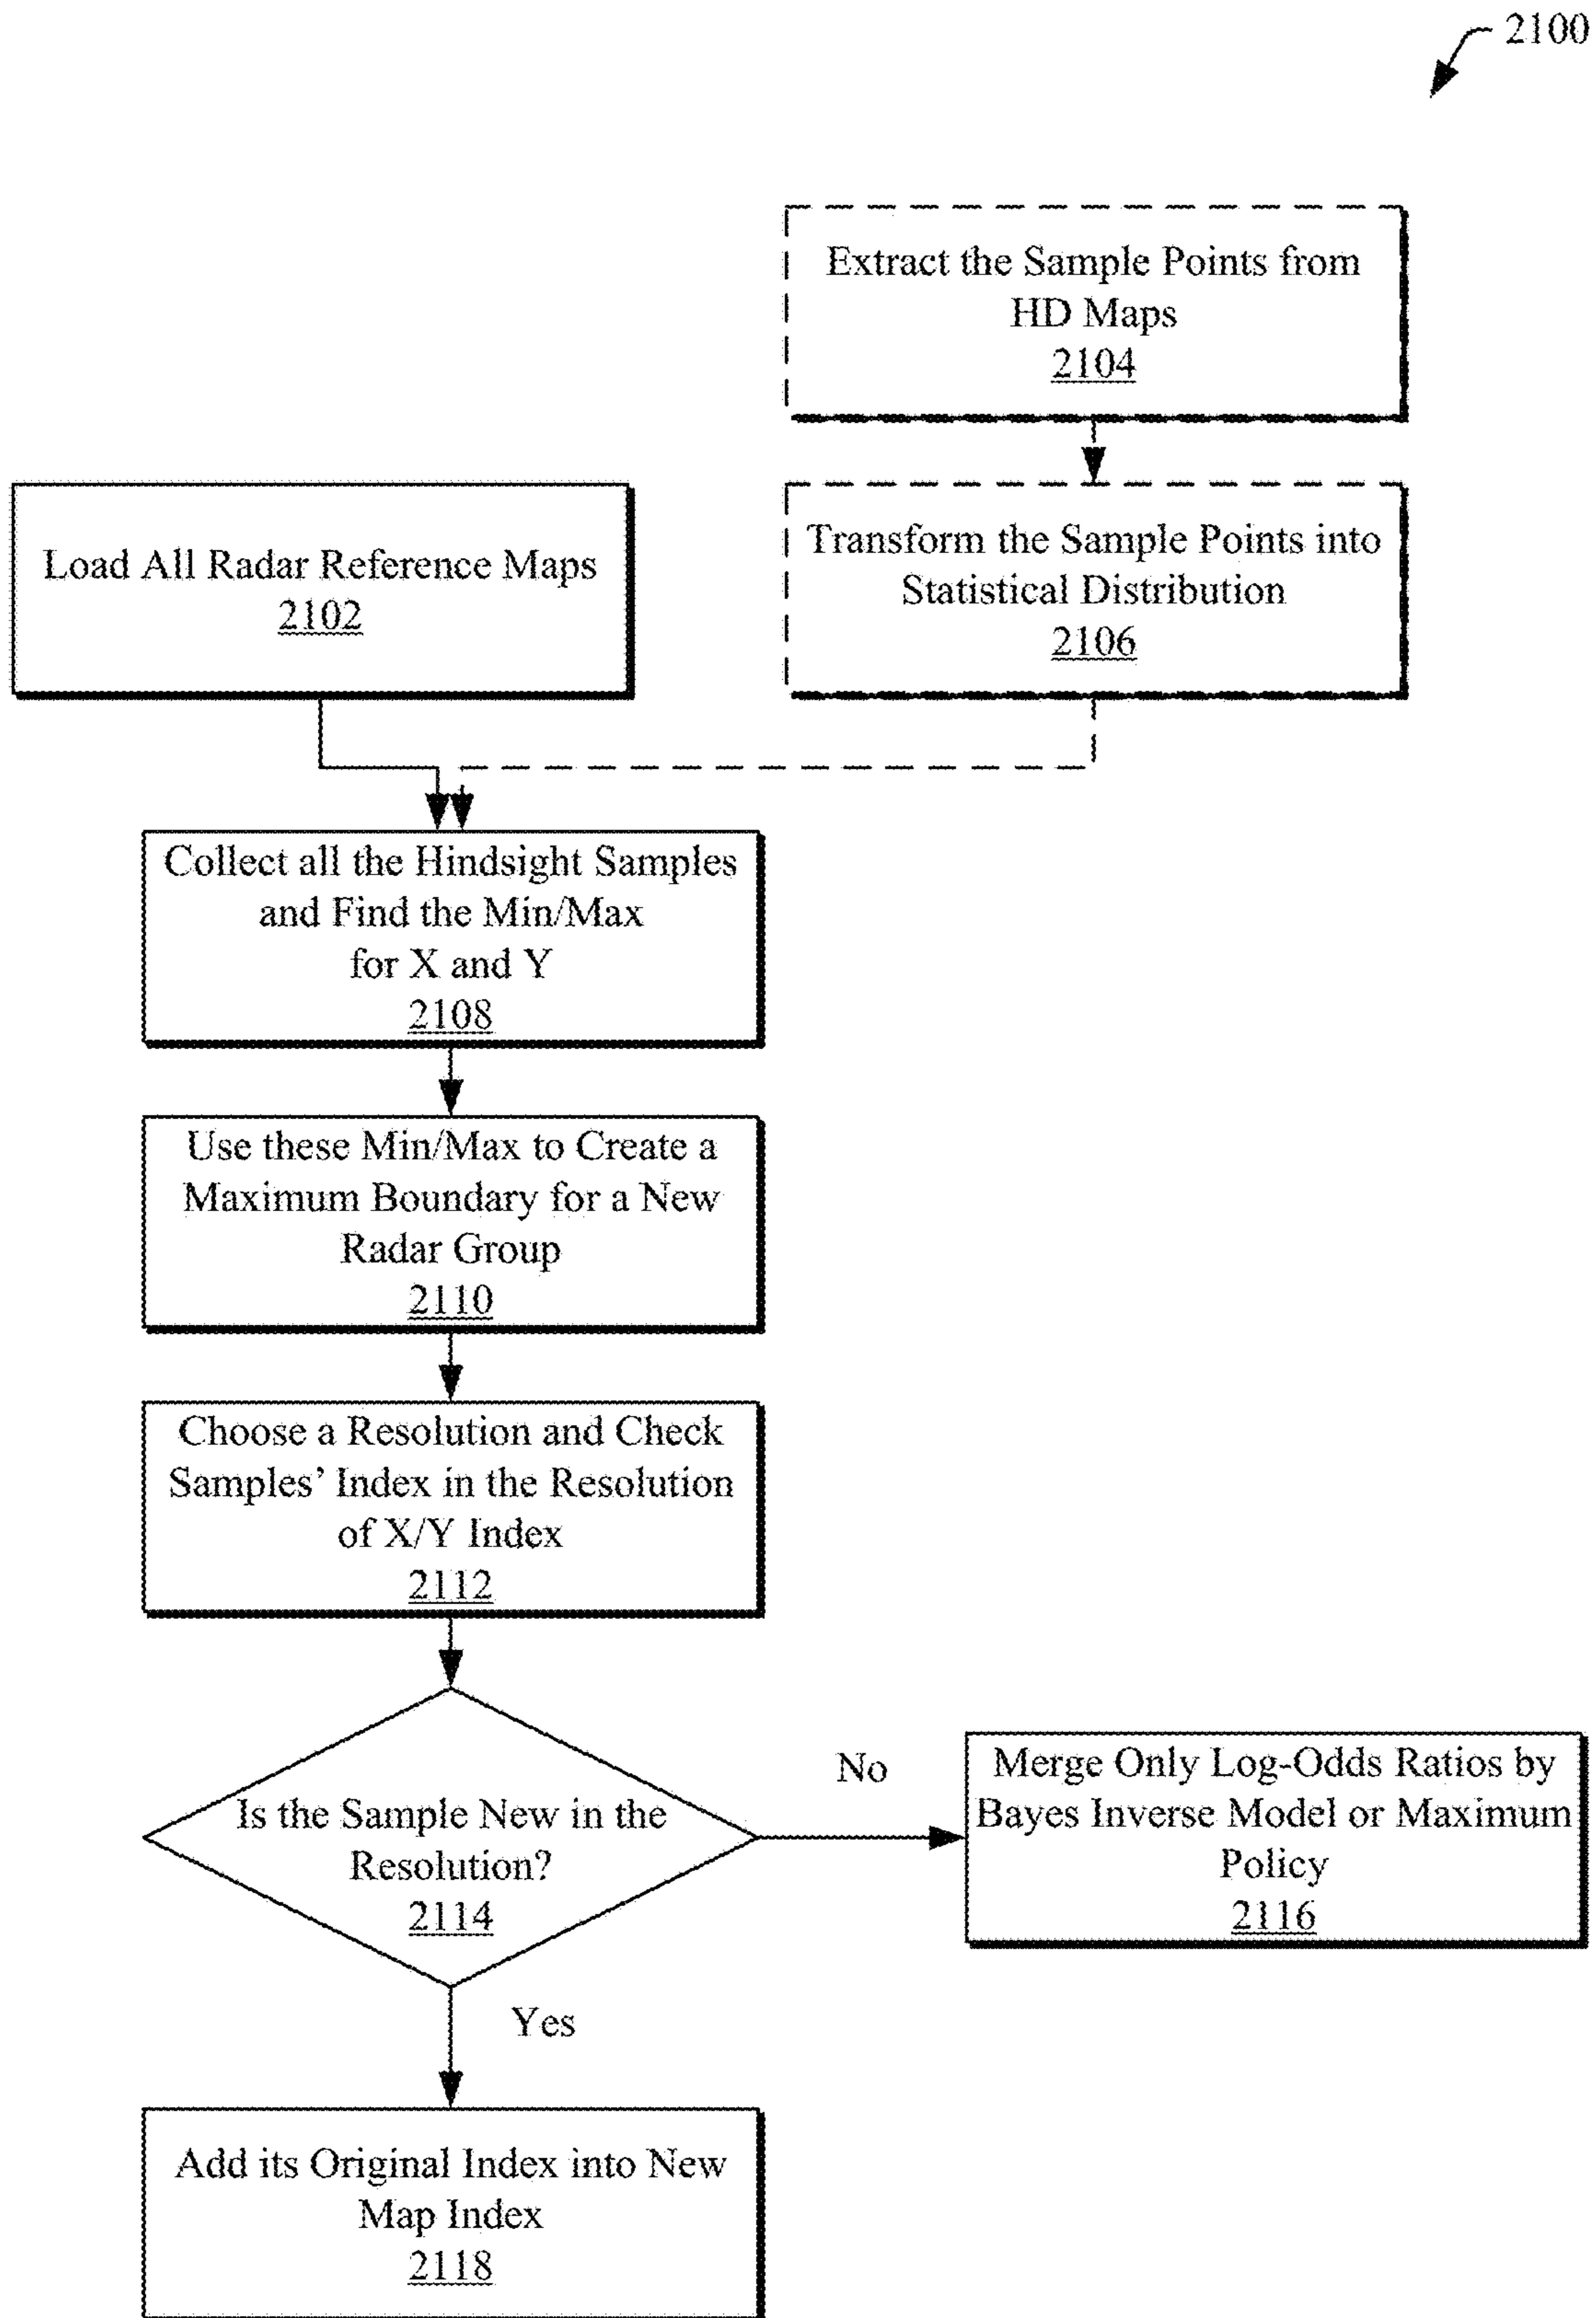 2100
Extract the Sample Points from
HD Maps
2104
Load All Radar Reference Maps
2102
Transform the Sample Points into
Statistical Distribution
2106
Collect all the Hindsight Samples
and Find the Min/Max
for X and Y
2108
Use these Min/Max to Create a
Maximum Boundary for a New
Radar Group
2110
Choose a Resolution and Check
Samples’ Index in the Resolution
of X/Y Index
2112
Is the Sample New in the
Resolution?
2114
No
Merge Only Log-Odds Ratios by
Bayes Inverse Model or Maximum
Policy
2116
Yes
Add its Original Index into New
Map Index
2118